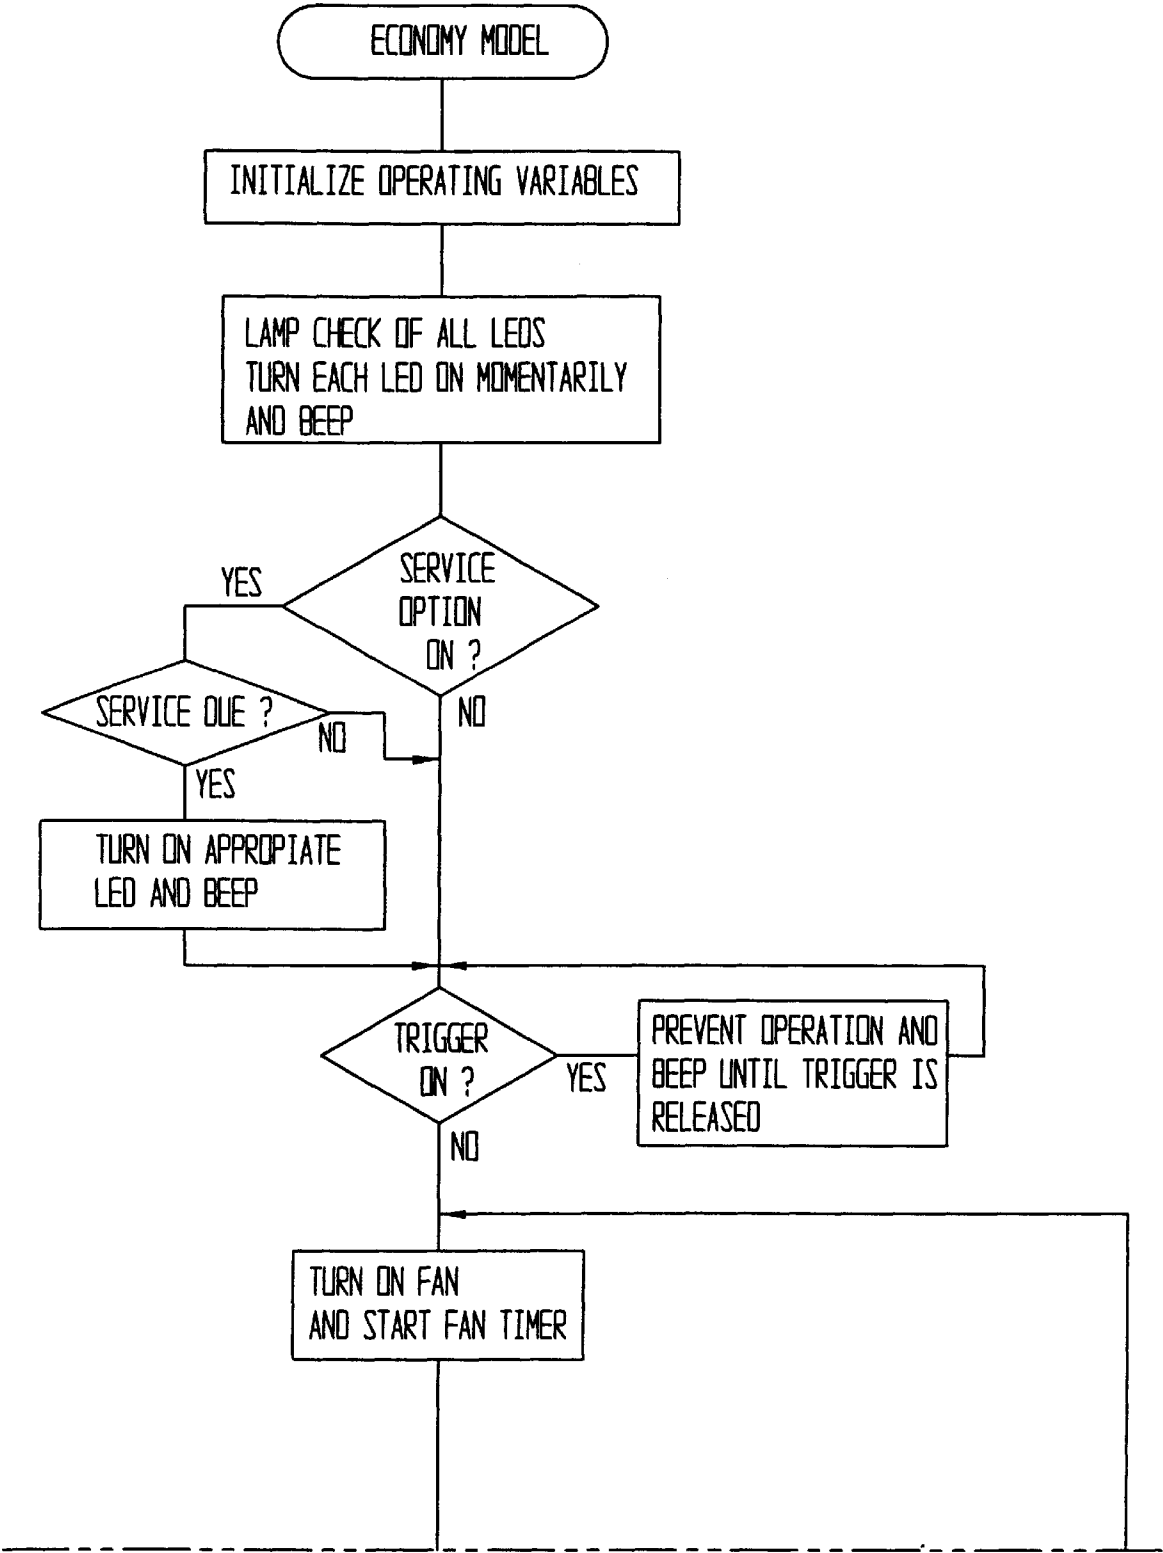 ECONOMY MODEL
INITIALIZE OPERATING VARIABLES
LAMP CHECK OF ALL LEDS
TURN EACH LED ON MOMENTARILY
AND BEEP
SERVICE
OPTION
ON ?
YES
NO
SERVICE DUE ?
NO
YES
TURN ON APPROPIATE
LED AND BEEP
TRIGGER
ON ?
YES
NO
PREVENT OPERATION AND
BEEP UNTIL TRIGGER IS
RELEASED
TURN ON FAN
AND START FAN TIMER